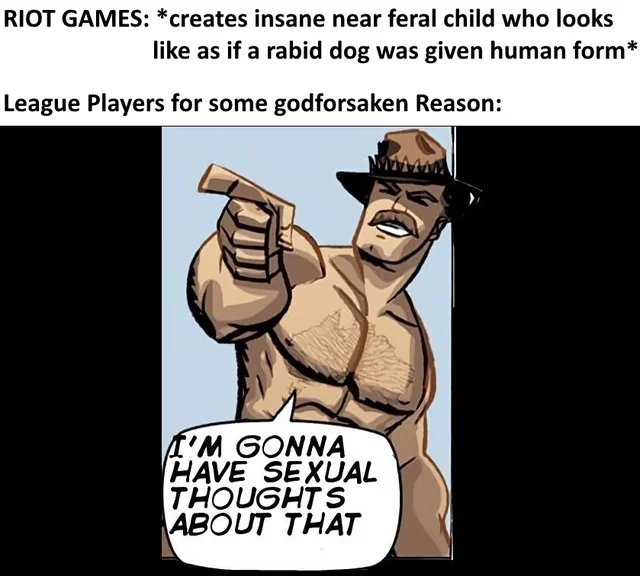 RIOT GAMES: *creates insane near feral child who looks
like as if a rabid dog was given human form*
League Players for some godforsaken Reason:
I'M GONNA
HAVE SEXUAL
THOUGHTS
ABOUT THAT